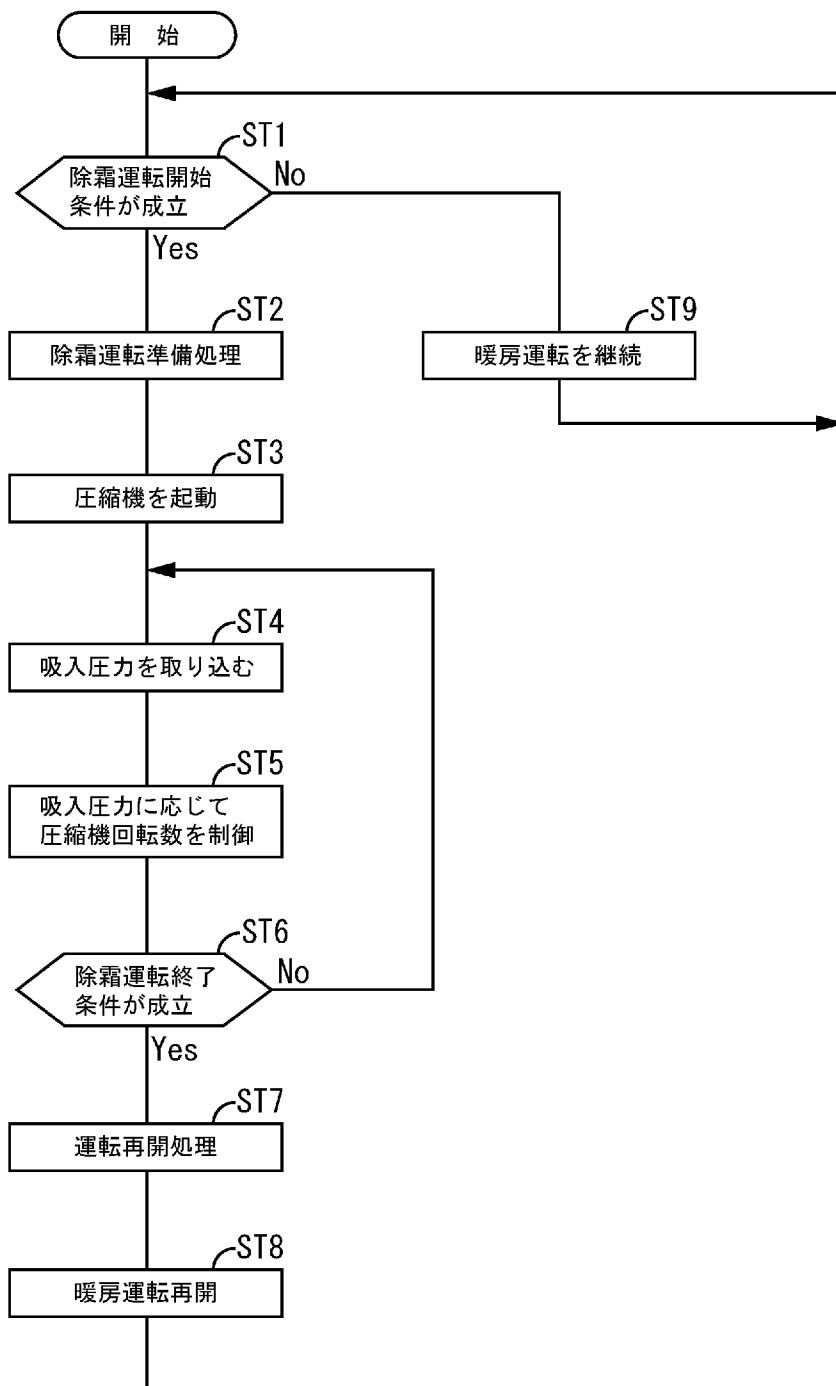 開 始
ST1
除霜運転開始
条件が成立
No
Yes
ST2
除霜運転準備処理
ST9
暖房運転を継続
ST3
圧縮機を起動
ST4
吸入圧力を取り込む
ST5
吸入圧力に応じて
圧縮機回転数を制御
ST6
除霜運転終了
条件が成立
No
Yes
ST7
運転再開処理
ST8
暖房運転再開